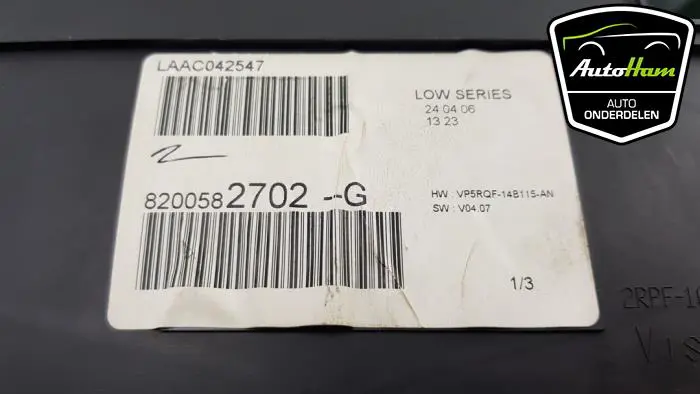 LAAC042547
LOW SERIES
24.04.06
13 23
8200582702 --G
HW : VP5RQF-14B115-AN
SW : V04.07
1/3
AutoHam
AUTO
ONDERDELEN